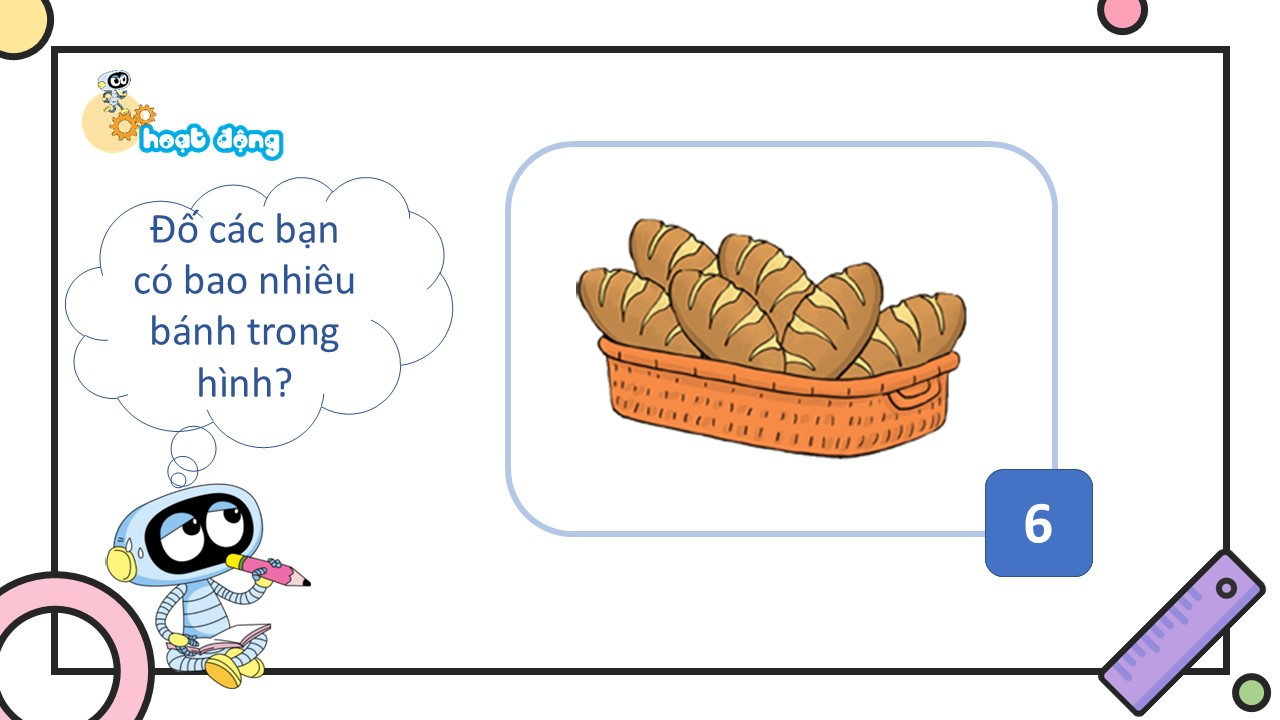 hoạt động
Đố các bạn
có bao nhiêu
bánh trong
hình?
6